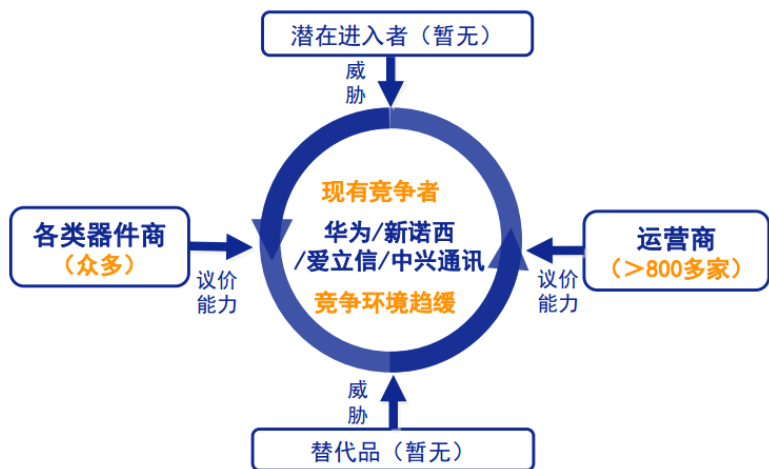 潜在进入者（暂无）
威
胁
现有竞争者
华为/新诺西
/爱立信/中兴通讯
竞争环境趋缓
各类器件商
（众多）
议价
能力
运营商
（＞800多家）
议价
能力
威
胁
替代品（暂无）